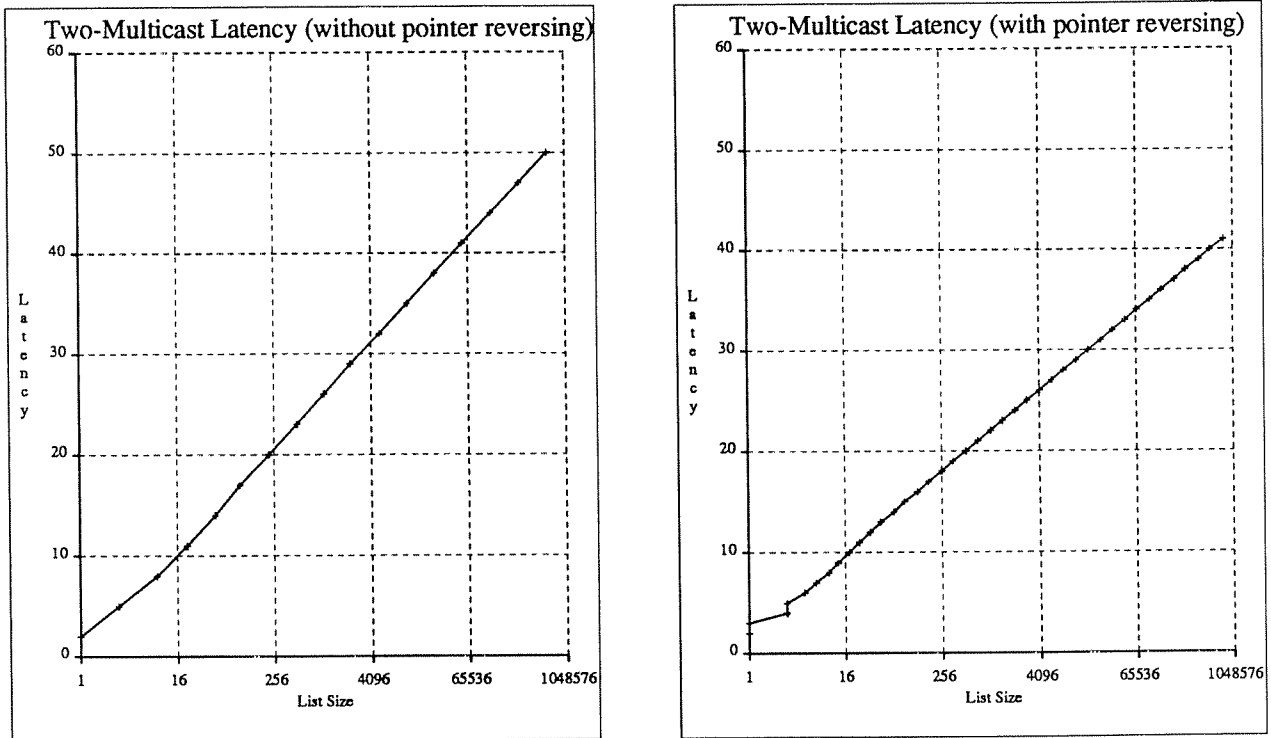 Two-Multicast Latency (without pointer reversing)
60
50
40
30
20
10
0
Latency
1 16 256 4096 65536 1048576
List Size
Two-Multicast Latency (with pointer reversing)
60
50
40
30
20
10
0
Latency
1 16 256 4096 65536 1048576
List Size